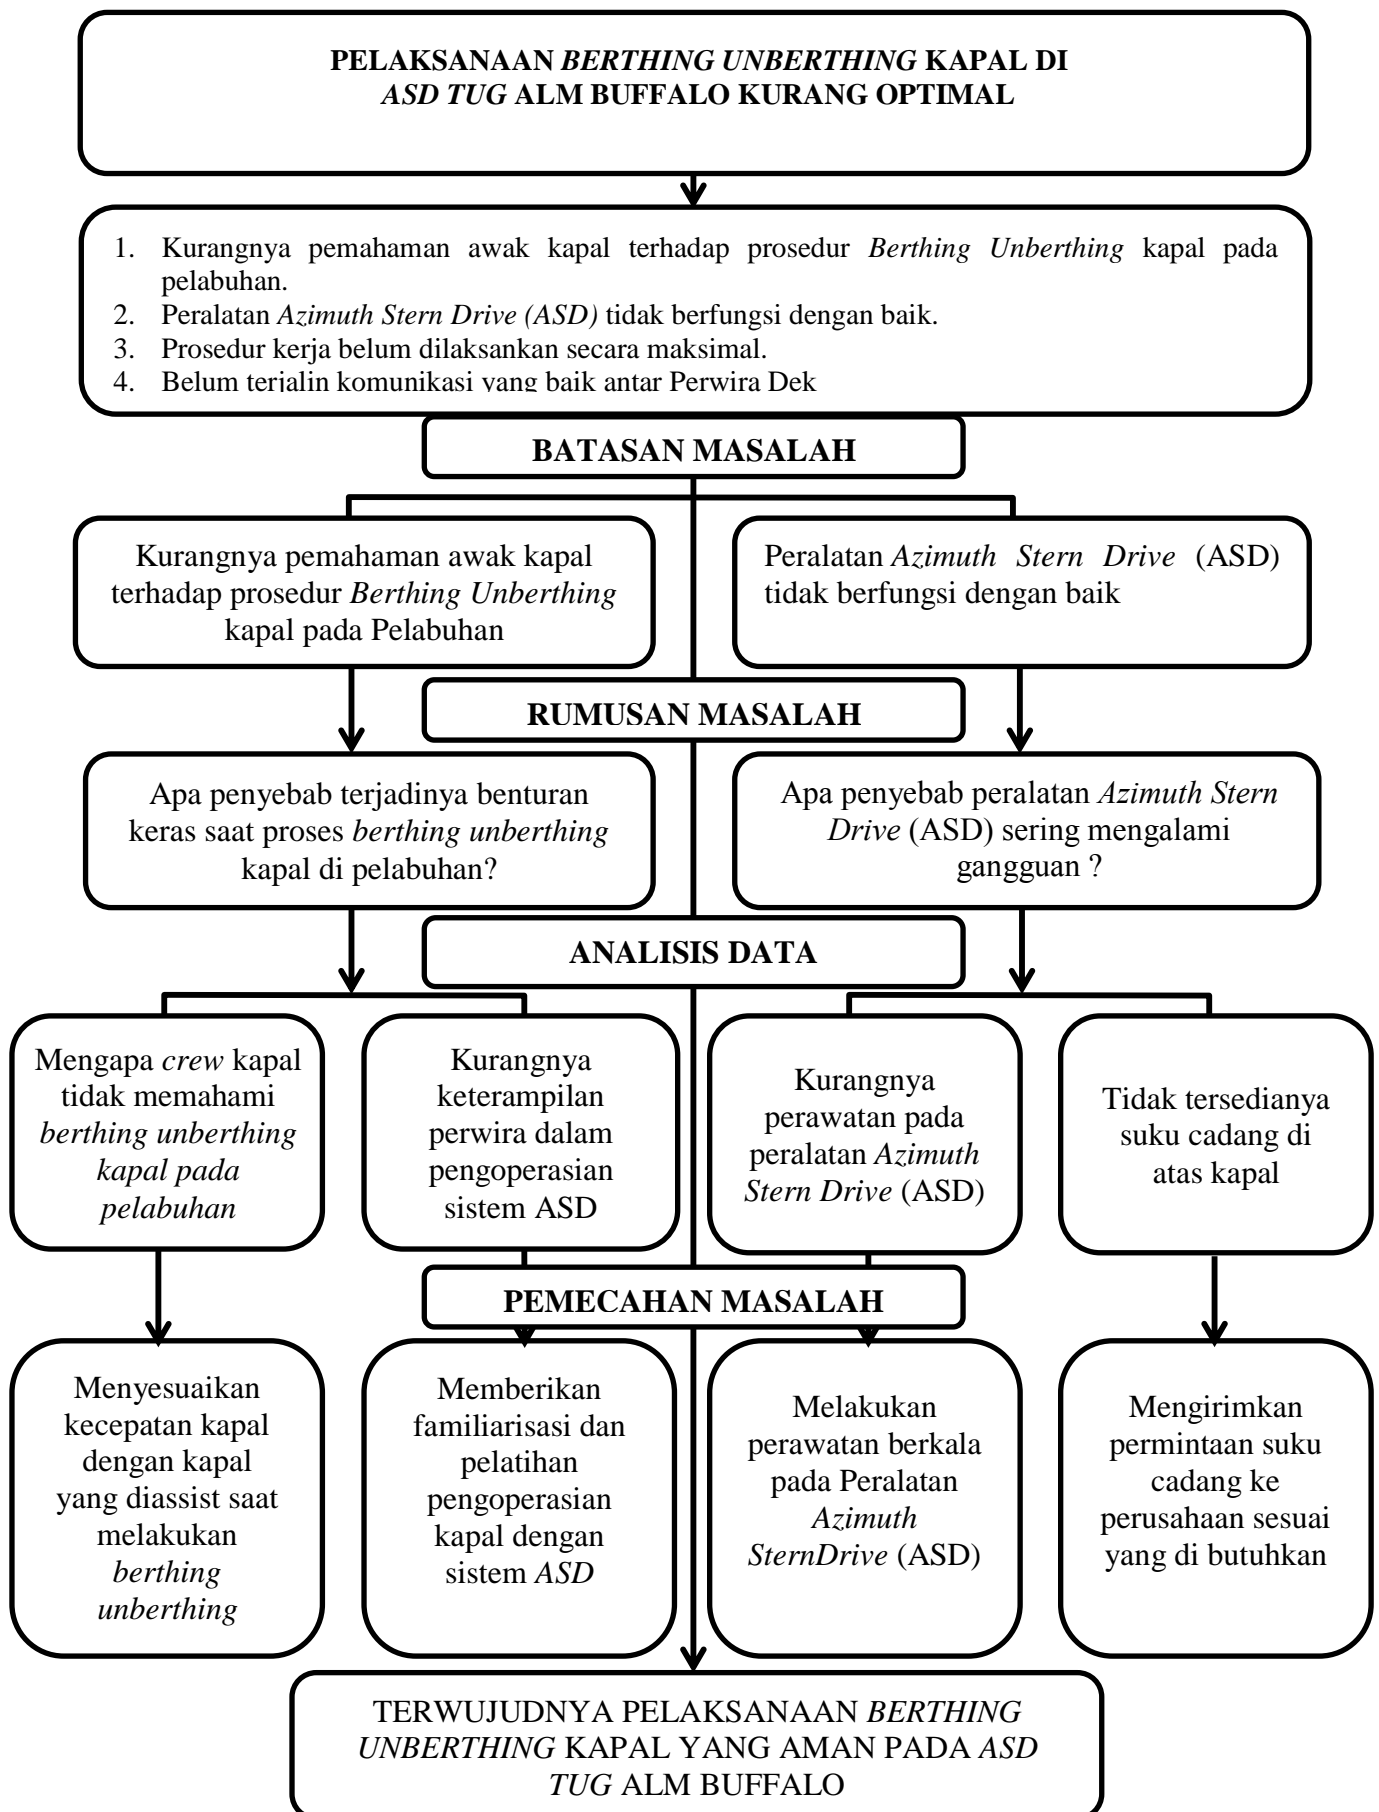 PELAKSANAAN BERTHING UNBERTHING KAPAL DI
ASD TUG ALM BUFFALO KURANG OPTIMAL
1. Kurangnya pemahaman awak kapal terhadap prosedur Berthing Unberthing kapal pada
pelabuhan.
2. Peralatan Azimuth Stern Drive (ASD) tidak berfungsi dengan baik.
3. Prosedur kerja belum dilaksankan secara maksimal.
4. Belum terjalin komunikasi yang baik antar Perwira Dek
BATASAN MASALAH
Kurangnya pemahaman awak kapal
terhadap prosedur Berthing Unberthing
kapal pada Pelabuhan
Peralatan Azimuth Stern Drive (ASD)
tidak berfungsi dengan baik
RUMUSAN MASALAH
Apa penyebab terjadinya benturan
keras saat proses berthing unberthing
kapal di pelabuhan?
Apa penyebab peralatan Azimuth Stern
Drive (ASD) sering mengalami
gangguan ?
ANALISIS DATA
Mengapa crew kapal
tidak memahami
berthing unberthing
kapal pada
pelabuhan
Kurangnya
keterampilan
perwira dalam
pengoperasian
sistem ASD
Kurangnya
perawatan pada
peralatan Azimuth
Stern Drive (ASD)
Tidak tersedianya
suku cadang di
atas kapal
PEMECAHAN MASALAH
Menyesuaikan
kecepatan kapal
dengan kapal
yang diassist saat
melakukan
berthing
unberthing
Memberikan
familiarisasi dan
pelatihan
pengoperasian
kapal dengan
sistem ASD
Melakukan
perawatan berkala
pada Peralatan
Azimuth
SternDrive (ASD)
Mengirimkan
permintaan suku
cadang ke
perusahaan sesuai
yang di butuhkan
TERWUJUDNYA PELAKSANAAN BERTHING
UNBERTHING KAPAL YANG AMAN PADA ASD
TUG ALM BUFFALO